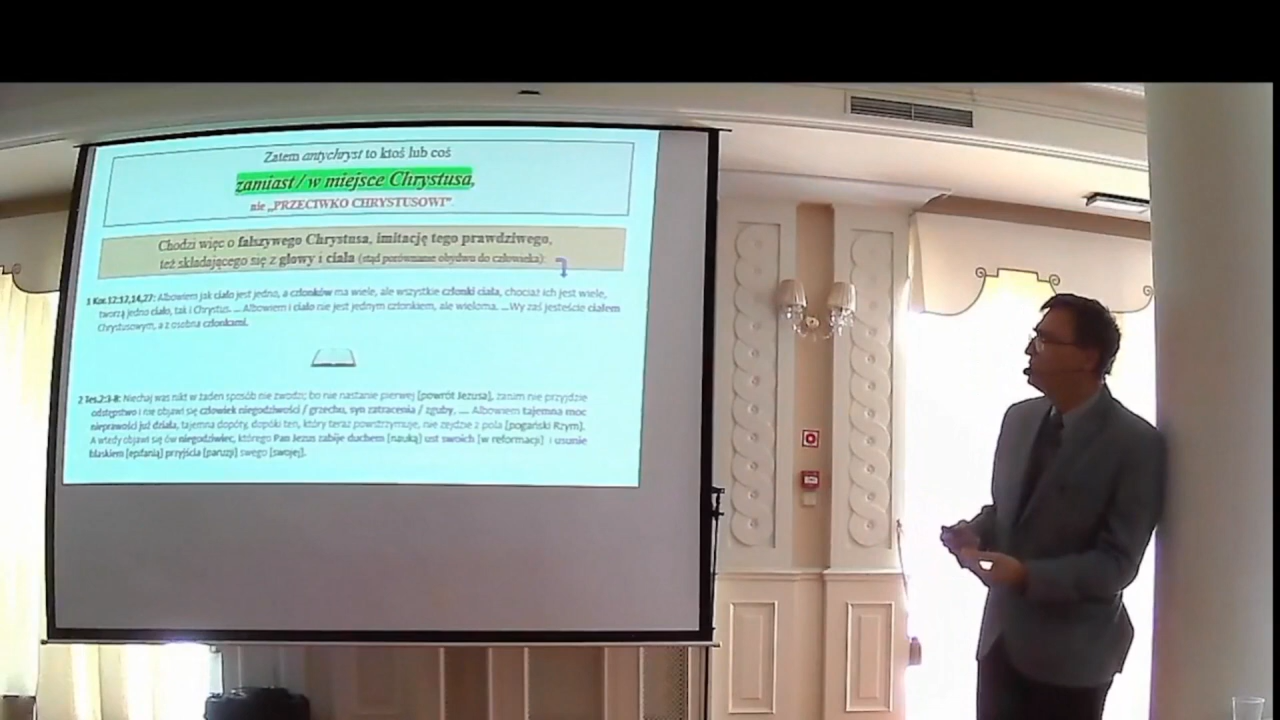 Zatem antychryst to ktoś lub coś
zamiast / w miejsce Chrystusa,
nie „PRZECIWKO CHRYSTUSOWI”.
Chodzi więc o fałszywego Chrystusa, imitację tego prawdziwego,
też składającego się z głowy i ciała (stąd porównanie obydwu do człowieka):
1 Kor.12:12,14,27: Albowiem jak ciało jest jedno, a członków ma wiele, ale wszystkie członki ciała, chociaż ich jest wiele,
tworzą jedno ciało, tak i Chrystus. ... Albowiem i ciało nie jest jednym członkiem, ale wieloma. ...Wy zaś jesteście ciałem
Chrystusowym, a z osobna członkami.
2 Tes.2:3-8: Niechaj was nikt w żaden sposób nie zwodzi; bo nie nastanie pierwej [powrót Jezusa], zanim nie przyjdzie
odstępstwo i nie objawi się człowiek niegodziwości / grzechu, syn zatracenia / zguby, .... Albowiem tajemna moc
nieprawości już działa, tajemna dopóty, dopóki ten, który teraz powstrzymuje, nie zejdzie z pola [pogański Rzym].
A wtedy objawi się ów niegodziwiec, którego Pan Jezus zabije duchem [nauką] ust swoich [w reformacji] i usunie
blaskiem [epifanią] przyjścia [paruzji] swego [swojej].